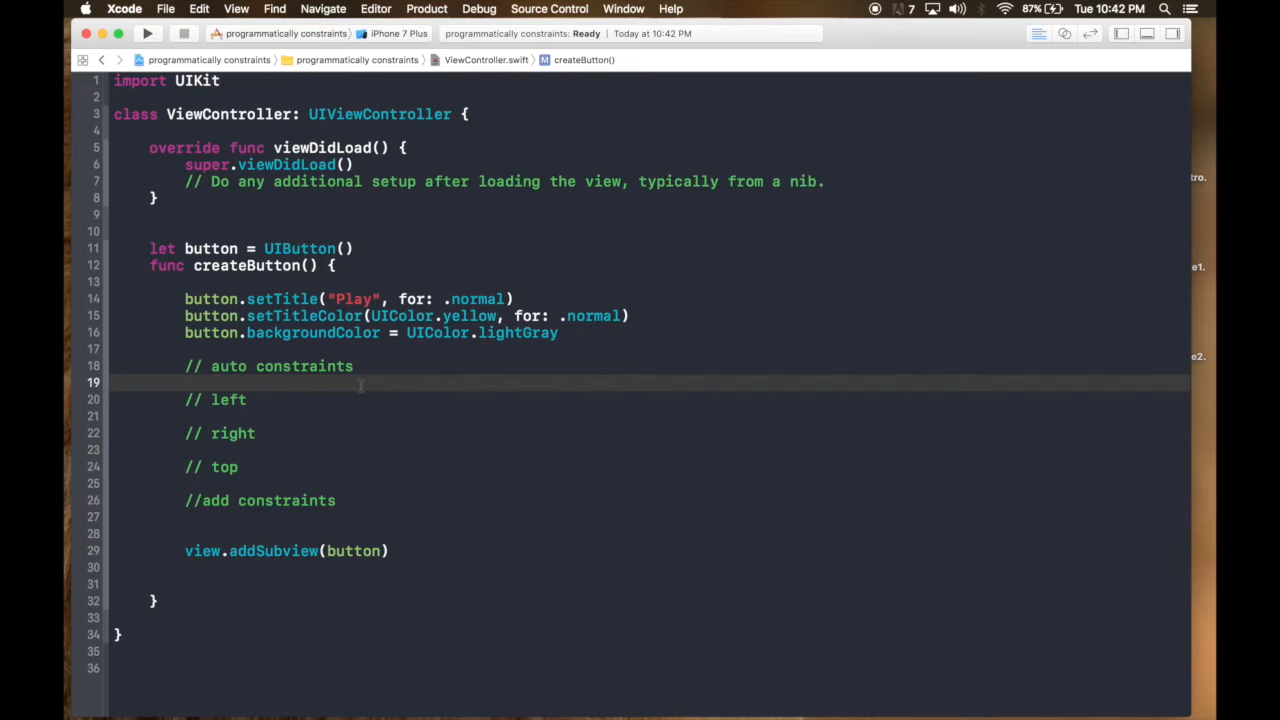 Xcode File Edit View Find Navigate Editor Product Debug Source Control Window Help 7 87% Tue 10:42 PM
programmatically constraints iPhone 7 Plus programmatically constraints: Ready Today at 10:42 PM
programmatically constraints programmatically constraints ViewController.swift M createButton()
1 import UIKit
2
3 class ViewController: UIViewController {
4
5 override func viewDidLoad() {
6 super.viewDidLoad()
7 // Do any additional setup after loading the view, typically from a nib.
8 }
9
10
11 let button = UIButton()
12 func createButton() {
13
14 button.setTitle("Play", for: .normal)
15 button.setTitleColor(UIColor.yellow, for: .normal)
16 button.backgroundColor = UIColor.lightGray
17
18 // auto constraints
19
20 // left
21
22 // right
23
24 // top
25
26 //add constraints
27
28
29 view.addSubview(button)
30
31
32 }
33
34 }
35
36
tro.
e1.
e2.